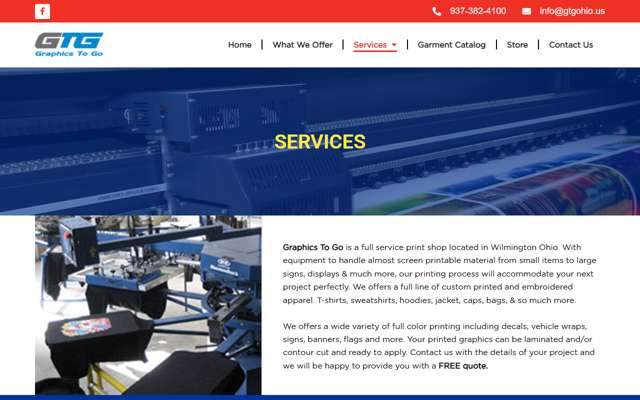 937-382-4100 info@gtgohio.us
GTG
Graphics To Go
Home What We Offer Services Garment Catalog Store Contact Us
SERVICES
Graphics To Go is a full service print shop located in Wilmington Ohio. With
equipment to handle almost screen printable material from small items to large
signs, displays & much more, our printing process will accommodate your next
project perfectly. We offers a full line of custom printed and embroidered
apparel. T-shirts, sweatshirts, hoodies, jacket, caps, bags, & so much more.
We offers a wide variety of full color printing including decals, vehicle wraps,
signs, banners, flags and more. Your printed graphics can be laminated and/or
contour cut and ready to apply. Contact us with the details of your project and
we will be happy to provide you with a FREE quote.